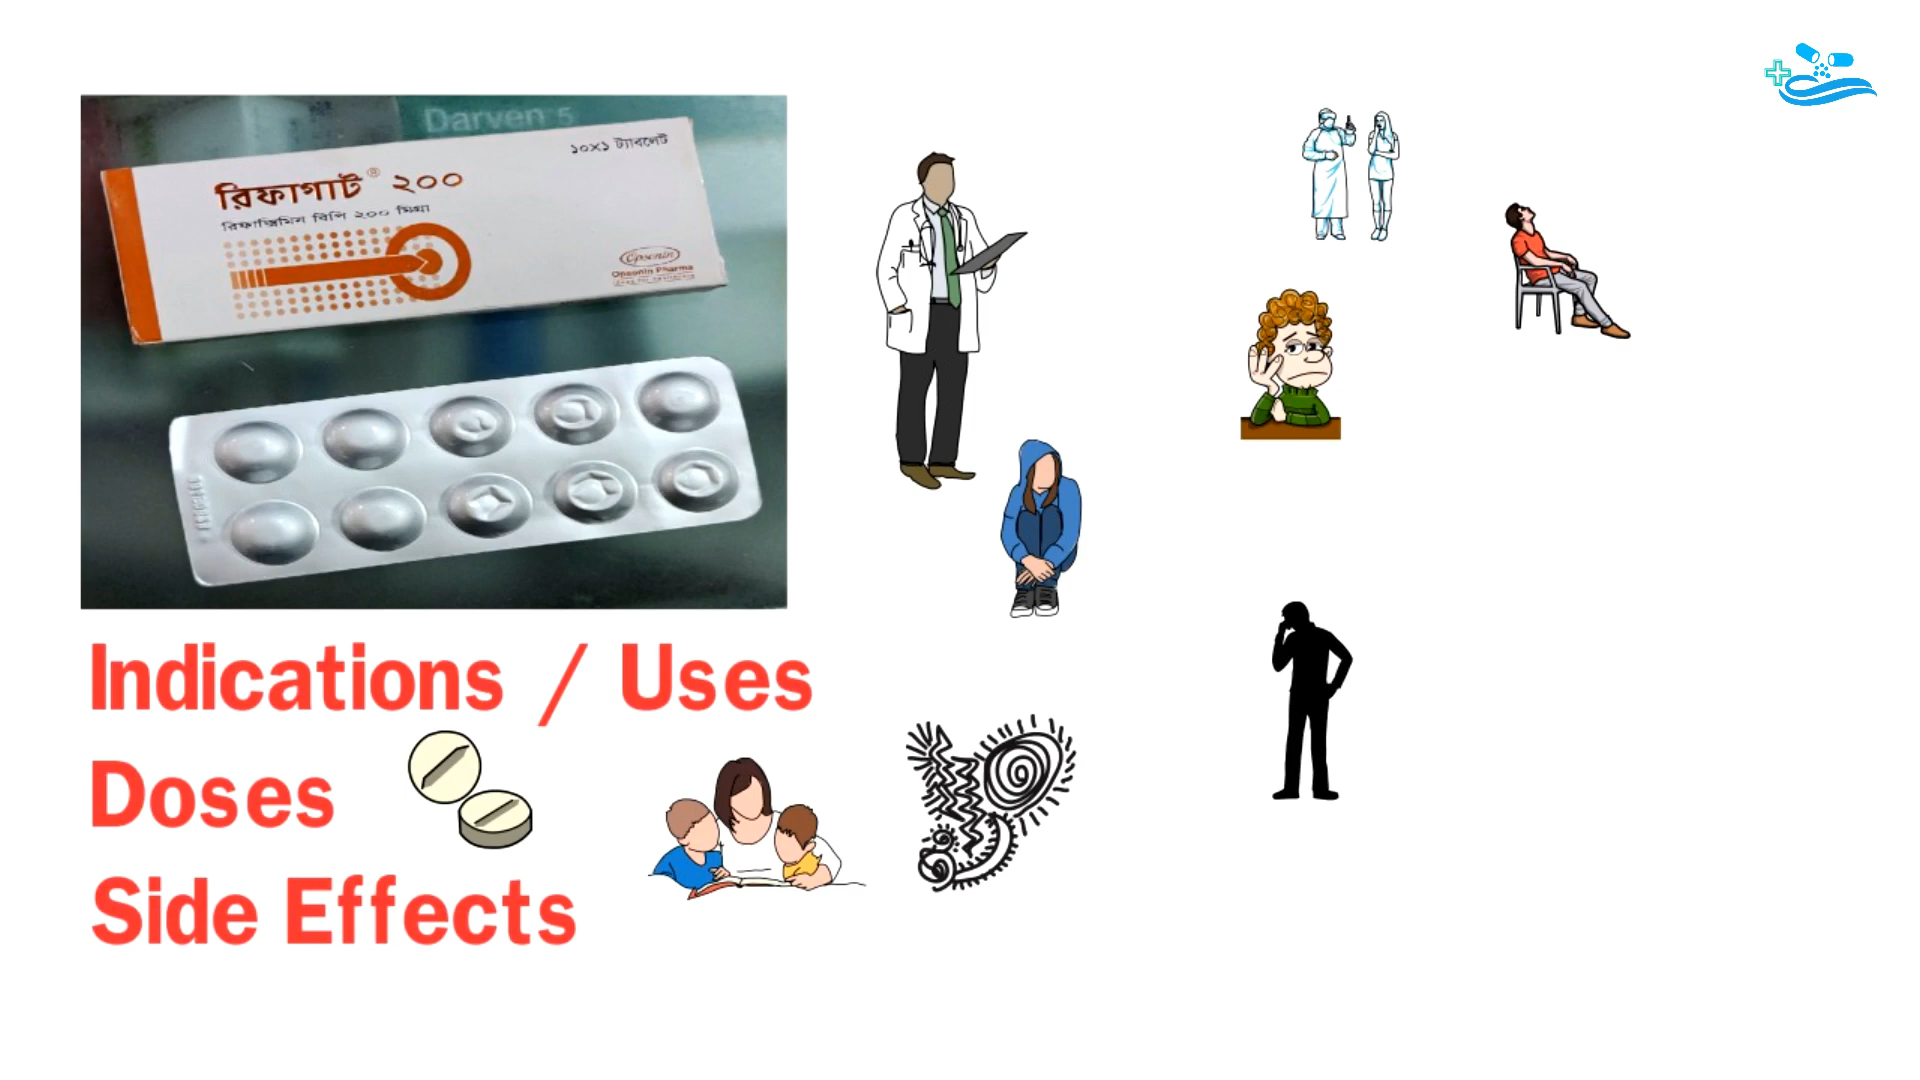 Darven 5
১০x১ ট্যাবলেট
রিফাগাট® ২০০
রিফাক্সিমিন বিপি ২০০ মিগ্রা
Opsonin
Opsonin Pharma
Indications / Uses
Doses
Side Effects